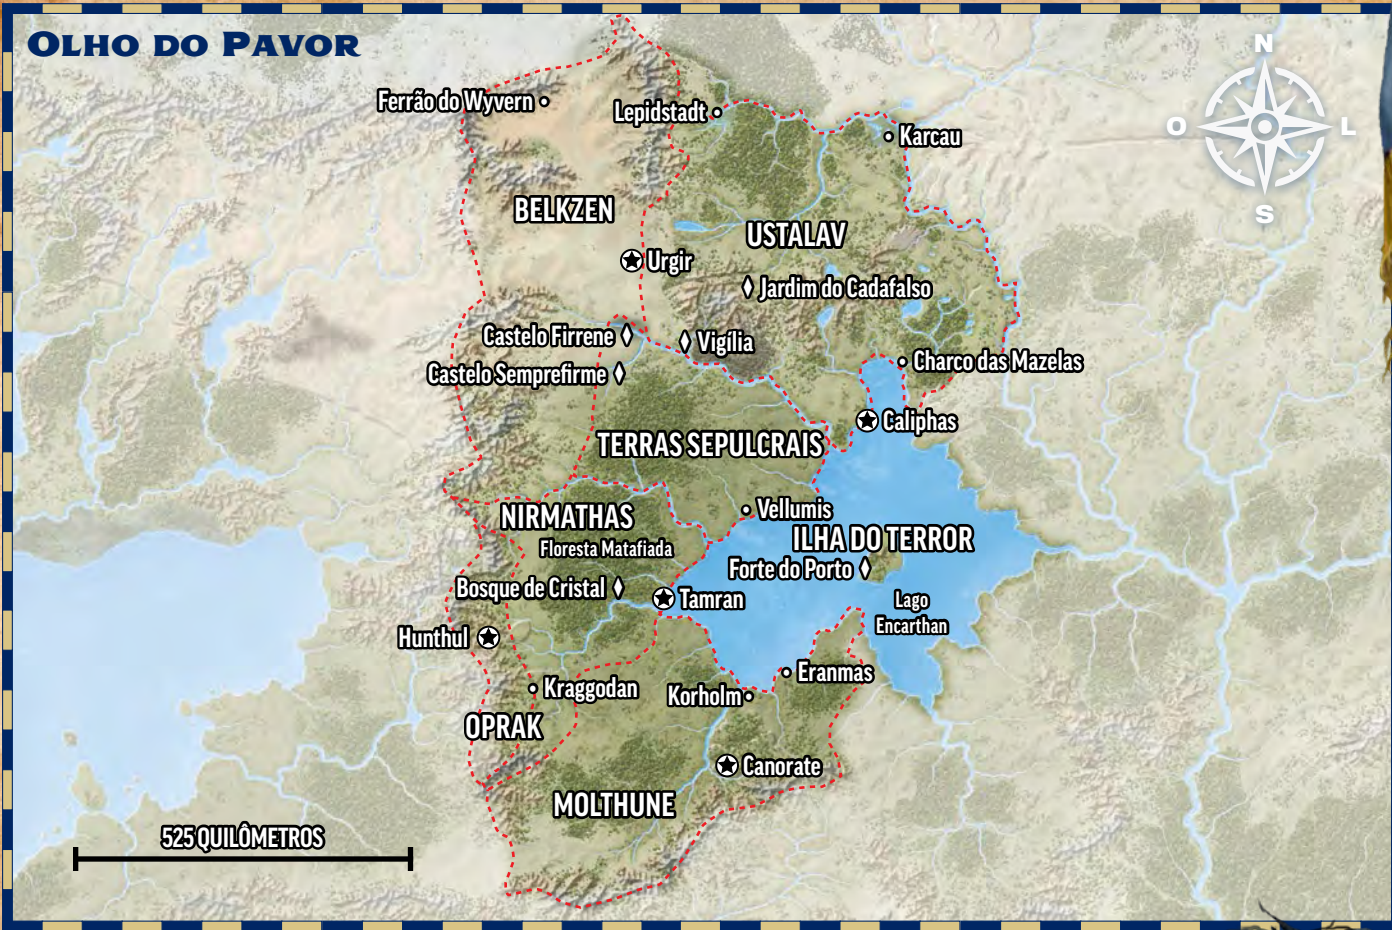 OLHO DO PAVOR
N
O
L
S
Ferrão do Wyvern
Lepidstadt
Karcau
BELKZEN
USTALAV
Urgir
Jardim do Cadafalso
Castelo Firrene
Vigília
Charco das Mazelas
Castelo Semprefirme
Caliphas
TERRAS SEPULCRAIS
Vellumis
NIRMATHAS
ILHA DO TERROR
Floresta Matafiada
Forte do Porto
Bosque de Cristal
Tamran
Lago
Encarthan
Hunthul
Eranmas
Kraggodan
Korholm
OPRAK
Canorate
MOLTHUNE
525 QUILÔMETROS